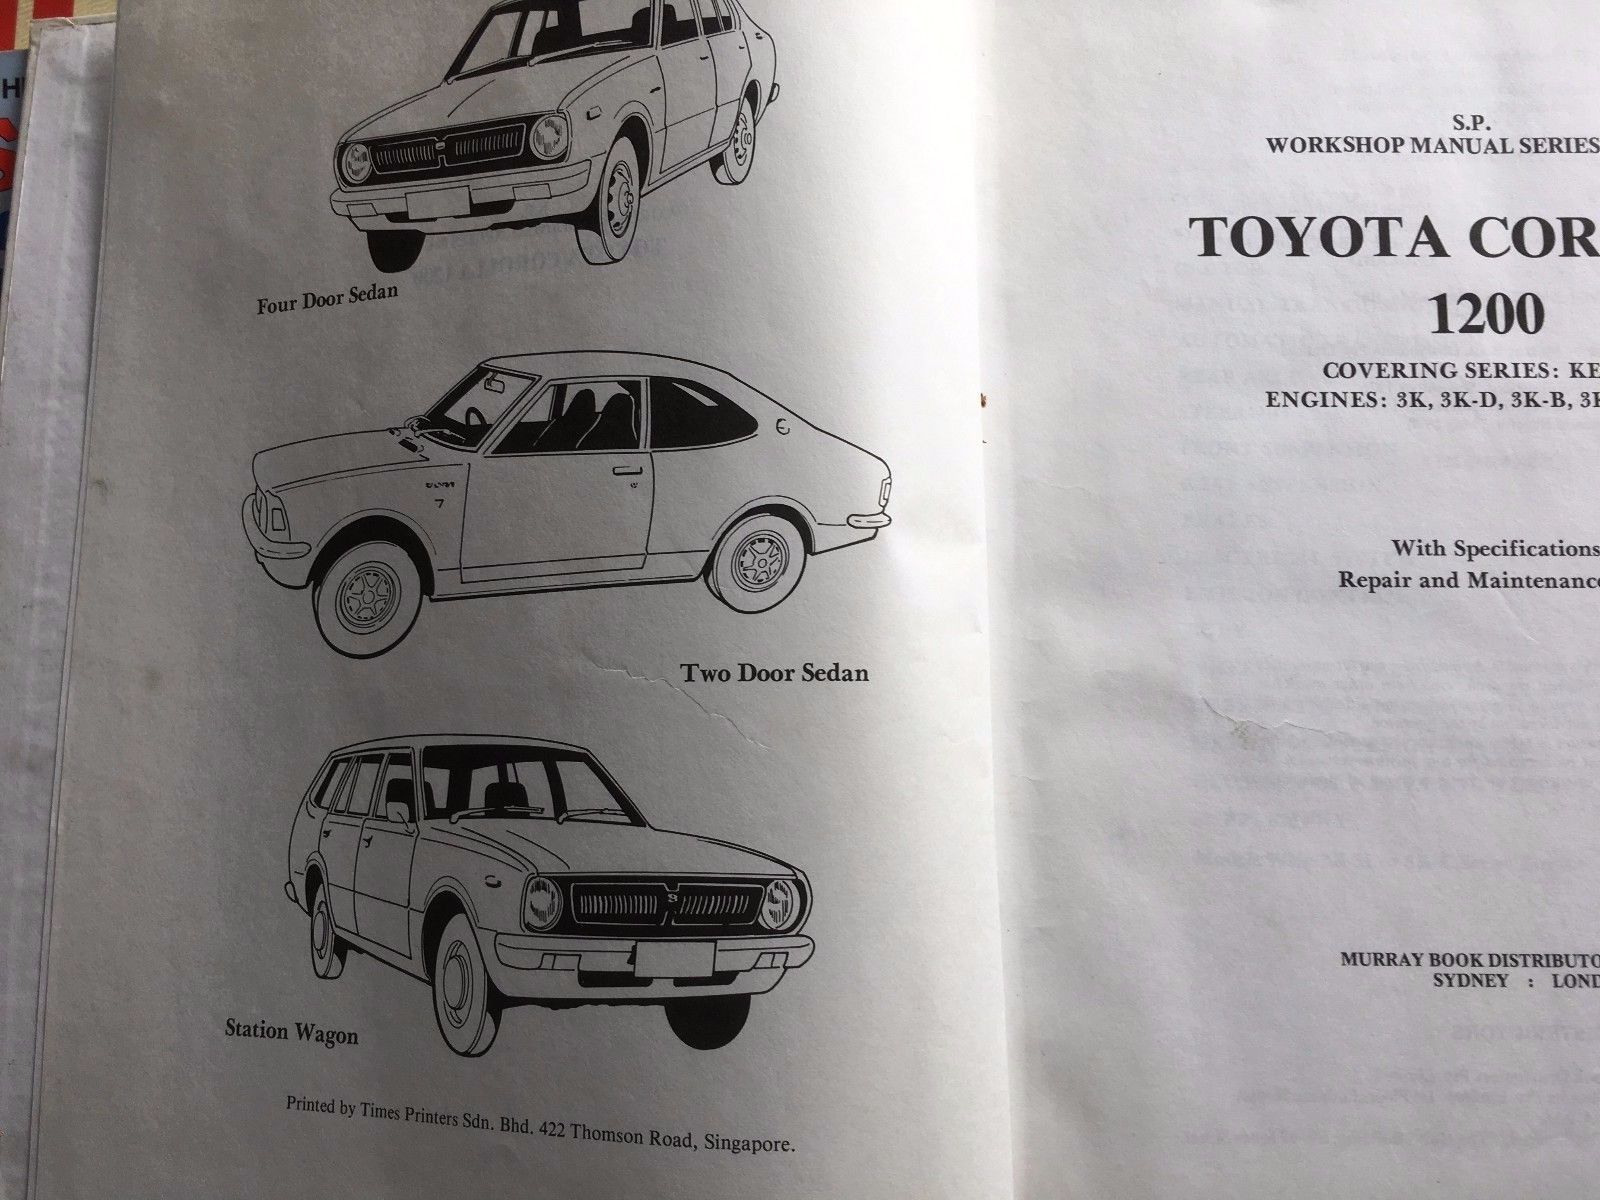 H
Four Door Sedan
Two Door Sedan
Station Wagon
Printed by Times Printers Sdn. Bhd. 422 Thomson Road, Singapore.
S.P.
WORKSHOP MANUAL SERIES
TOYOTA COR
1200
COVERING SERIES: KE
ENGINES: 3K, 3K-D, 3K-B, 3K
With Specifications
Repair and Maintenance
MURRAY BOOK DISTRIBUTO
SYDNEY : LOND